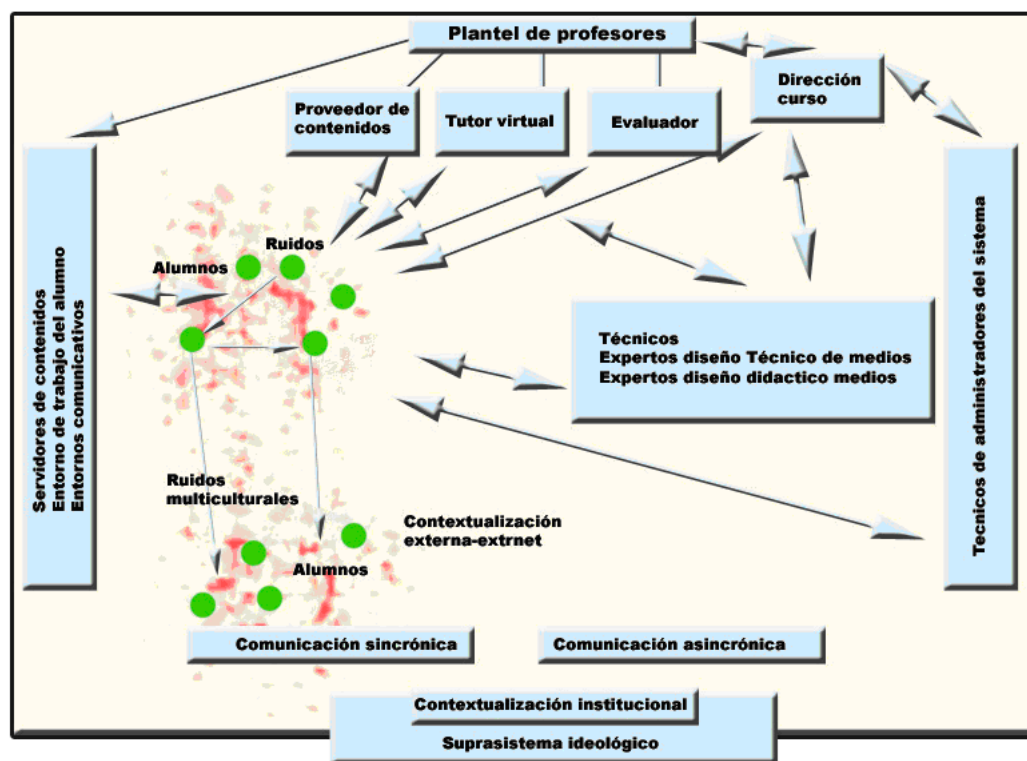 Plantel de profesores
Dirección
curso
Proveedor de
contenidos
Tutor virtual
Evaluador
Servidores de contenidos
Entorno de trabajo del alumno
Entornos comunicativos
Ruidos
Alumnos
Técnicos
Expertos diseño Técnico de medios
Expertos diseño didactico medios
Tecnicos de administradores del sistema
Ruidos
multiculturales
Contextualización
externa-extrnet
Alumnos
Comunicación sincrónica
Comunicación asincrónica
Contextualización institucional
Suprasistema ideológico